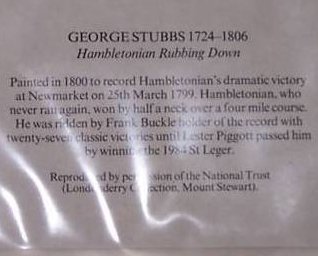 GEORGE STUBBS 1724–1806
Hambletonian Rubbing Down
Painted in 1800 to record Hambletonian's dramatic victory
at Newmarket on 25th March 1799. Hambletonian, who
never ran again, won by half a neck over a four mile course.
He was ridden by Frank Buckle holder of the record with
twenty-seven classic victories until Lester Piggott passed him
by winning the 1984 St Leger.
Reproduced by permission of the National Trust
(Londonderry Collection, Mount Stewart).